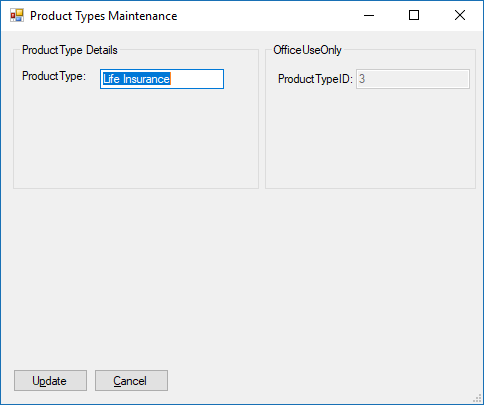 Product Types Maintenance
ProductType Details
ProductType: Life Insurance
OfficeUseOnly
ProductTypeID: 3
Update Cancel